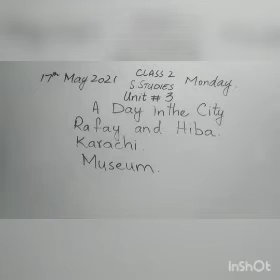 CLASS 2
17th May 2021 S STUDIES Monday.
Unit # 3
A Day in the City
Rafay and Hiba.
Karachi.
Museum.
InShOt